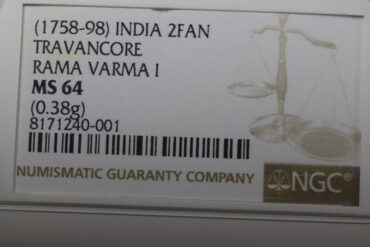 (1758-98) INDIA 2FAN
TRAVANCORE
RAMA VARMA I
MS 64
(0.38g)
8171240-001
NUMISMATIC GUARANTY COMPANY
NGC®